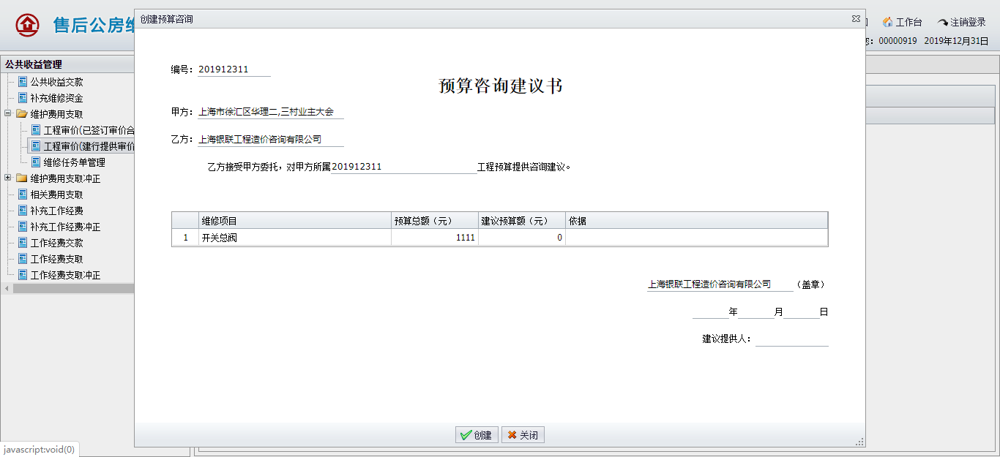 售后公房维
工作台
注销登录
00000919 2019年12月31日
公共收益管理
公共收益交款
补充维修资金
维护费用支取
工程审价(已签订审价合
工程审价(建行提供审价
维修任务单管理
维护费用支取冲正
相关费用支取
补充工作经费
补充工作经费冲正
工作经费交款
工作经费支取
工作经费支取冲正
创建预算咨询
编号：201912311
预算咨询建议书
甲方：上海市徐汇区华理二,三村业主大会
乙方：上海银联工程造价咨询有限公司
乙方接受甲方委托，对甲方所属201912311 工程预算提供咨询建议。
维修项目 预算总额（元） 建议预算额（元） 依据
1 开关总阀 1111 0
上海银联工程造价咨询有限公司 （盖章）
年 月 日
建议提供人：
创建 关闭
javascript:void(0)